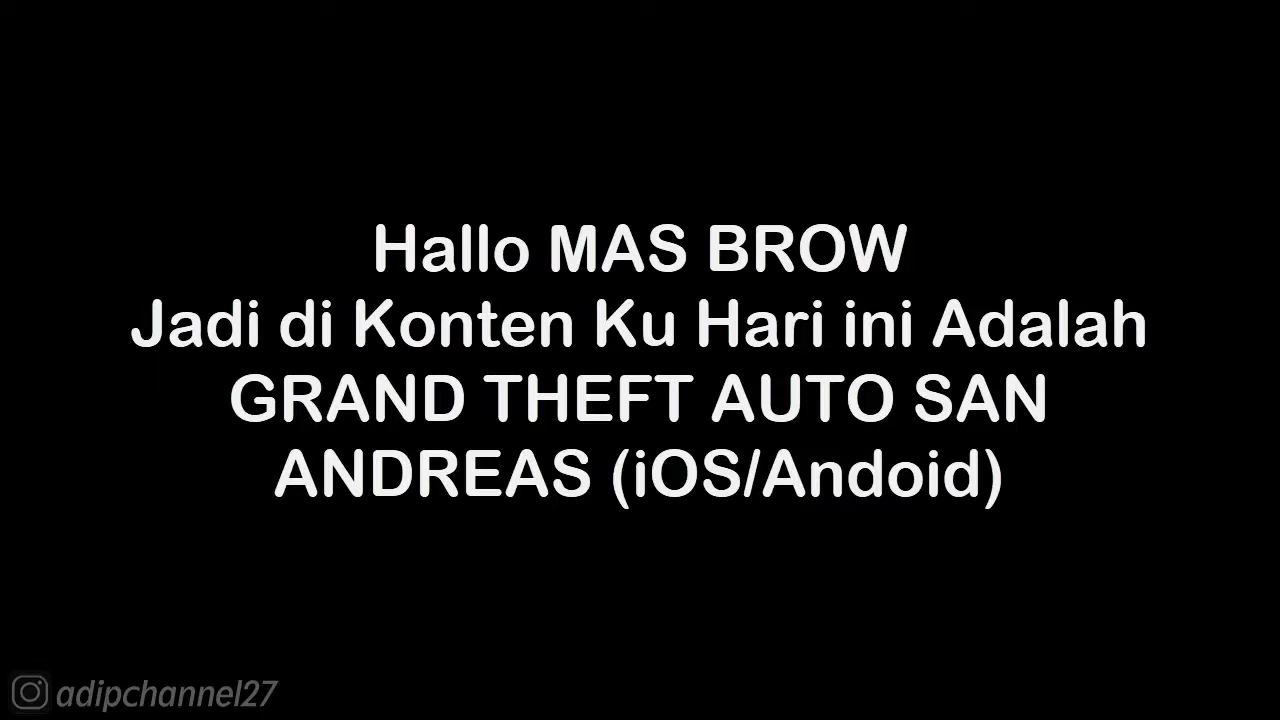 Hallo MAS BROW
Jadi di Konten Ku Hari ini Adalah
GRAND THEFT AUTO SAN
ANDREAS (iOS/Andoid)
adipchannel27